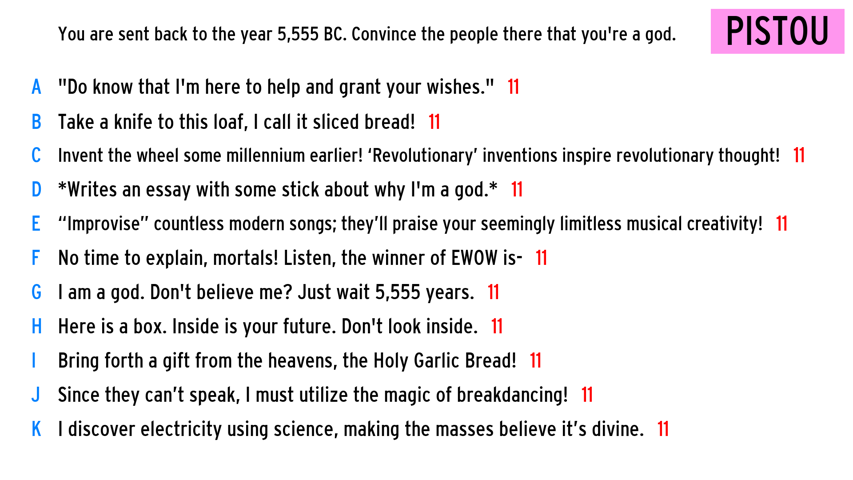 You are sent back to the year 5,555 BC. Convince the people there that you're a god.
PISTOU
A "Do know that I'm here to help and grant your wishes." 11
B Take a knife to this loaf, I call it sliced bread! 11
C Invent the wheel some millennium earlier! ‘Revolutionary’ inventions inspire revolutionary thought! 11
D *Writes an essay with some stick about why I'm a god.* 11
E “Improvise” countless modern songs; they’ll praise your seemingly limitless musical creativity! 11
F No time to explain, mortals! Listen, the winner of EWOW is- 11
G I am a god. Don't believe me? Just wait 5,555 years. 11
H Here is a box. Inside is your future. Don't look inside. 11
I Bring forth a gift from the heavens, the Holy Garlic Bread! 11
J Since they can’t speak, I must utilize the magic of breakdancing! 11
K I discover electricity using science, making the masses believe it’s divine. 11